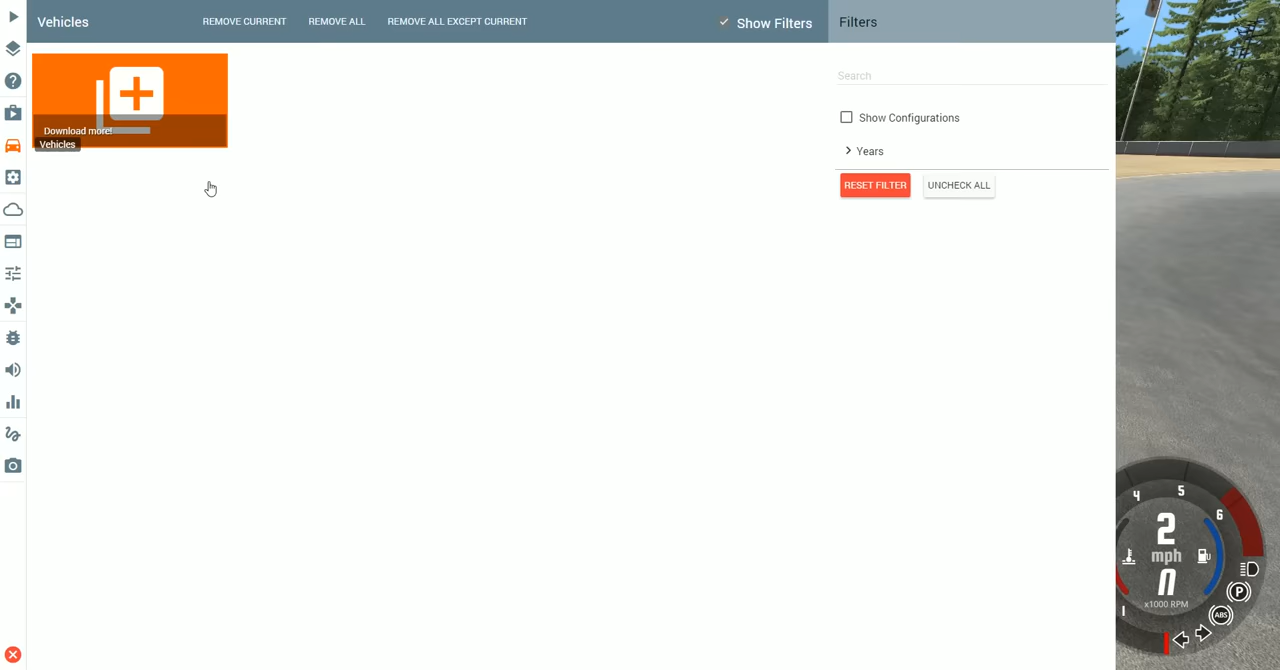 Vehicles
REMOVE CURRENT
REMOVE ALL
REMOVE ALL EXCEPT CURRENT
Show Filters
Filters
Download more!
Vehicles
Search
Show Configurations
Years
RESET FILTER
UNCHECK ALL
4
5
6
2
mph
n
x1000 RPM
1
P
ABS